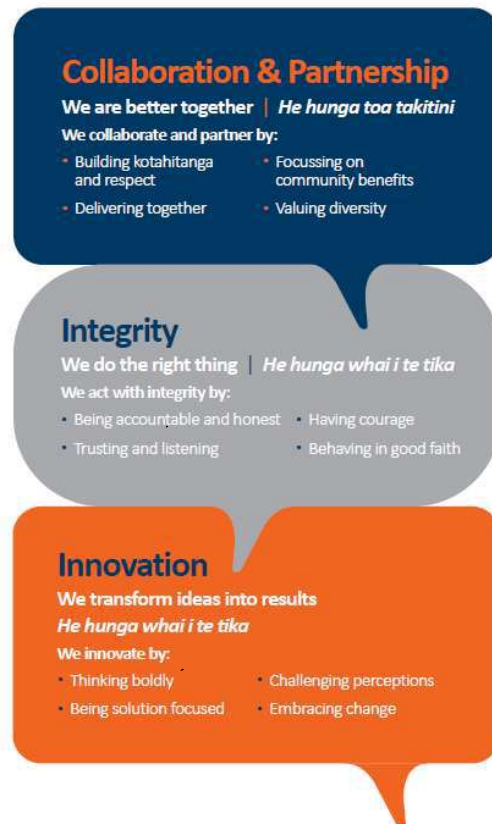 Collaboration & Partnership
We are better together | He hunga toa takitini
We collaborate and partner by:
• Building kotahitanga and respect
• Focussing on community benefits
• Delivering together
• Valuing diversity
Integrity
We do the right thing | He hunga whai i te tika
We act with integrity by:
• Being accountable and honest
• Having courage
• Trusting and listening
• Behaving in good faith
Innovation
We transform ideas into results
He hunga whai i te tika
We innovate by:
• Thinking boldly
• Challenging perceptions
• Being solution focused
• Embracing change